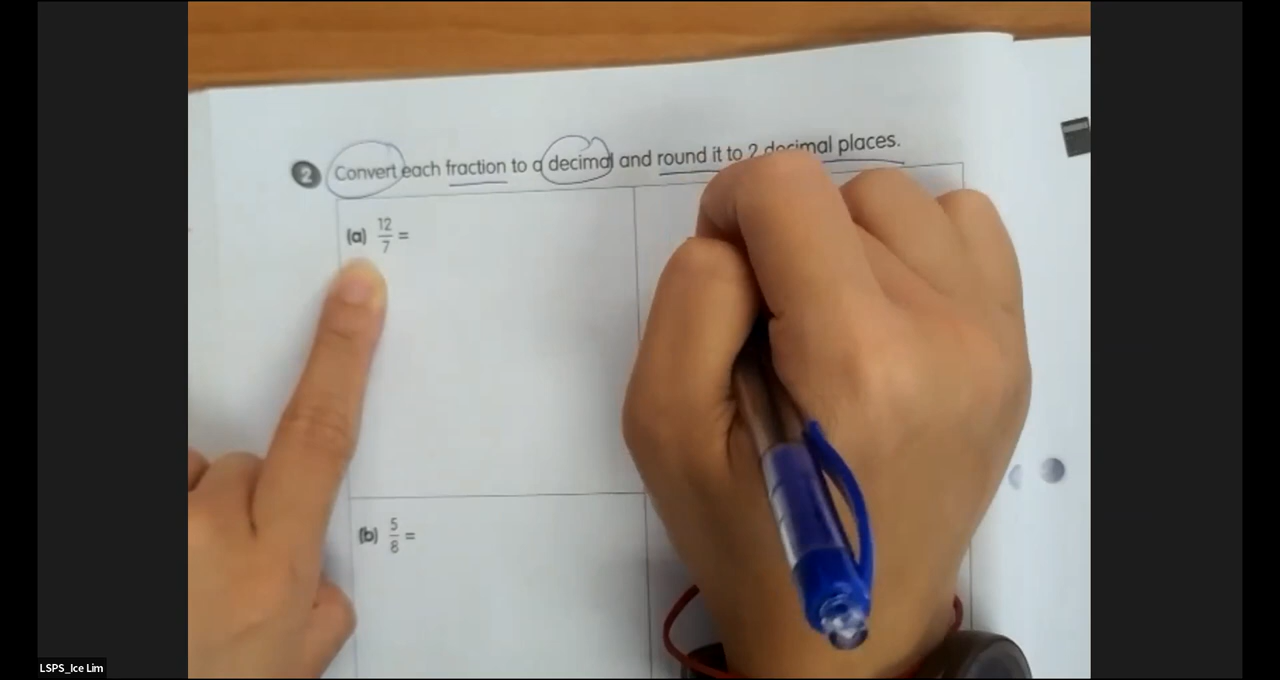 2 Convert each fraction to a decimal and round it to 2 decimal places.
(a) 12/7 =
(b) 5/8 =
LSPS_Ice Lim